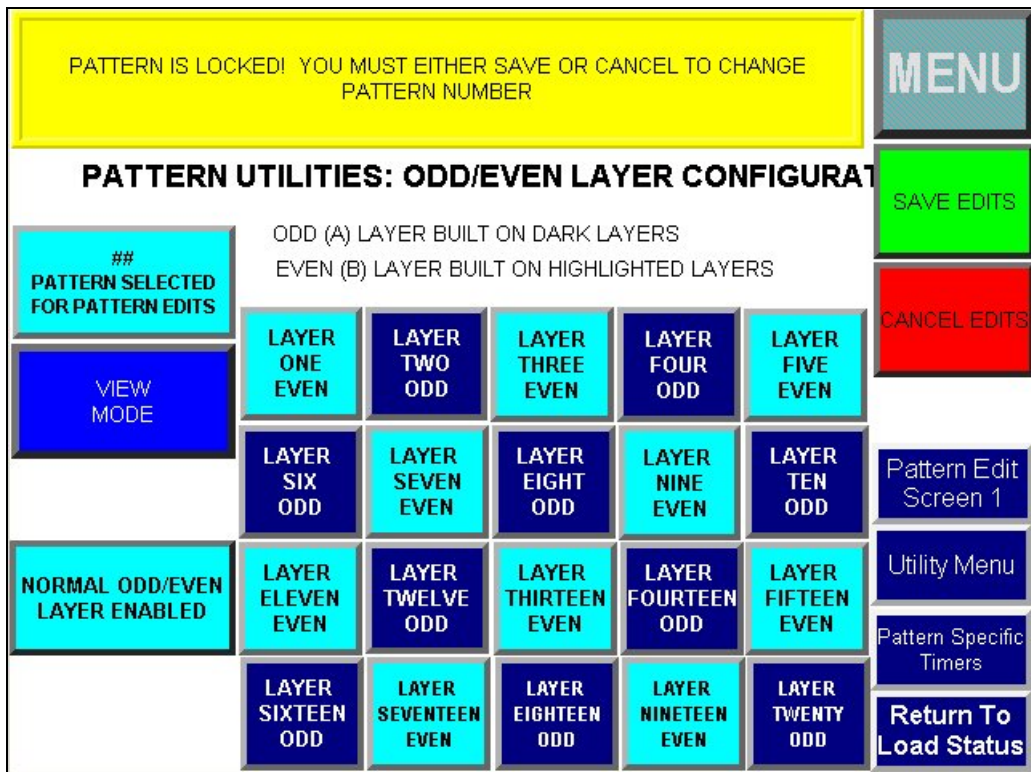 PATTERN IS LOCKED!  YOU MUST EITHER SAVE OR CANCEL TO CHANGE
PATTERN NUMBER
MENU
PATTERN UTILITIES: ODD/EVEN LAYER CONFIGURAT
SAVE EDITS
ODD (A) LAYER BUILT ON DARK LAYERS
EVEN (B) LAYER BUILT ON HIGHLIGHTED LAYERS
##
PATTERN SELECTED
FOR PATTERN EDITS
CANCEL EDITS
VIEW
MODE
LAYER
ONE
EVEN
LAYER
TWO
ODD
LAYER
THREE
EVEN
LAYER
FOUR
ODD
LAYER
FIVE
EVEN
LAYER
SIX
ODD
LAYER
SEVEN
EVEN
LAYER
EIGHT
ODD
LAYER
NINE
EVEN
LAYER
TEN
ODD
Pattern Edit
Screen 1
NORMAL ODD/EVEN
LAYER ENABLED
LAYER
ELEVEN
EVEN
LAYER
TWELVE
ODD
LAYER
THIRTEEN
EVEN
LAYER
FOURTEEN
ODD
LAYER
FIFTEEN
EVEN
Utility Menu
Pattern Specific
Timers
LAYER
SIXTEEN
ODD
LAYER
SEVENTEEN
EVEN
LAYER
EIGHTEEN
ODD
LAYER
NINETEEN
EVEN
LAYER
TWENTY
ODD
Return To
Load Status